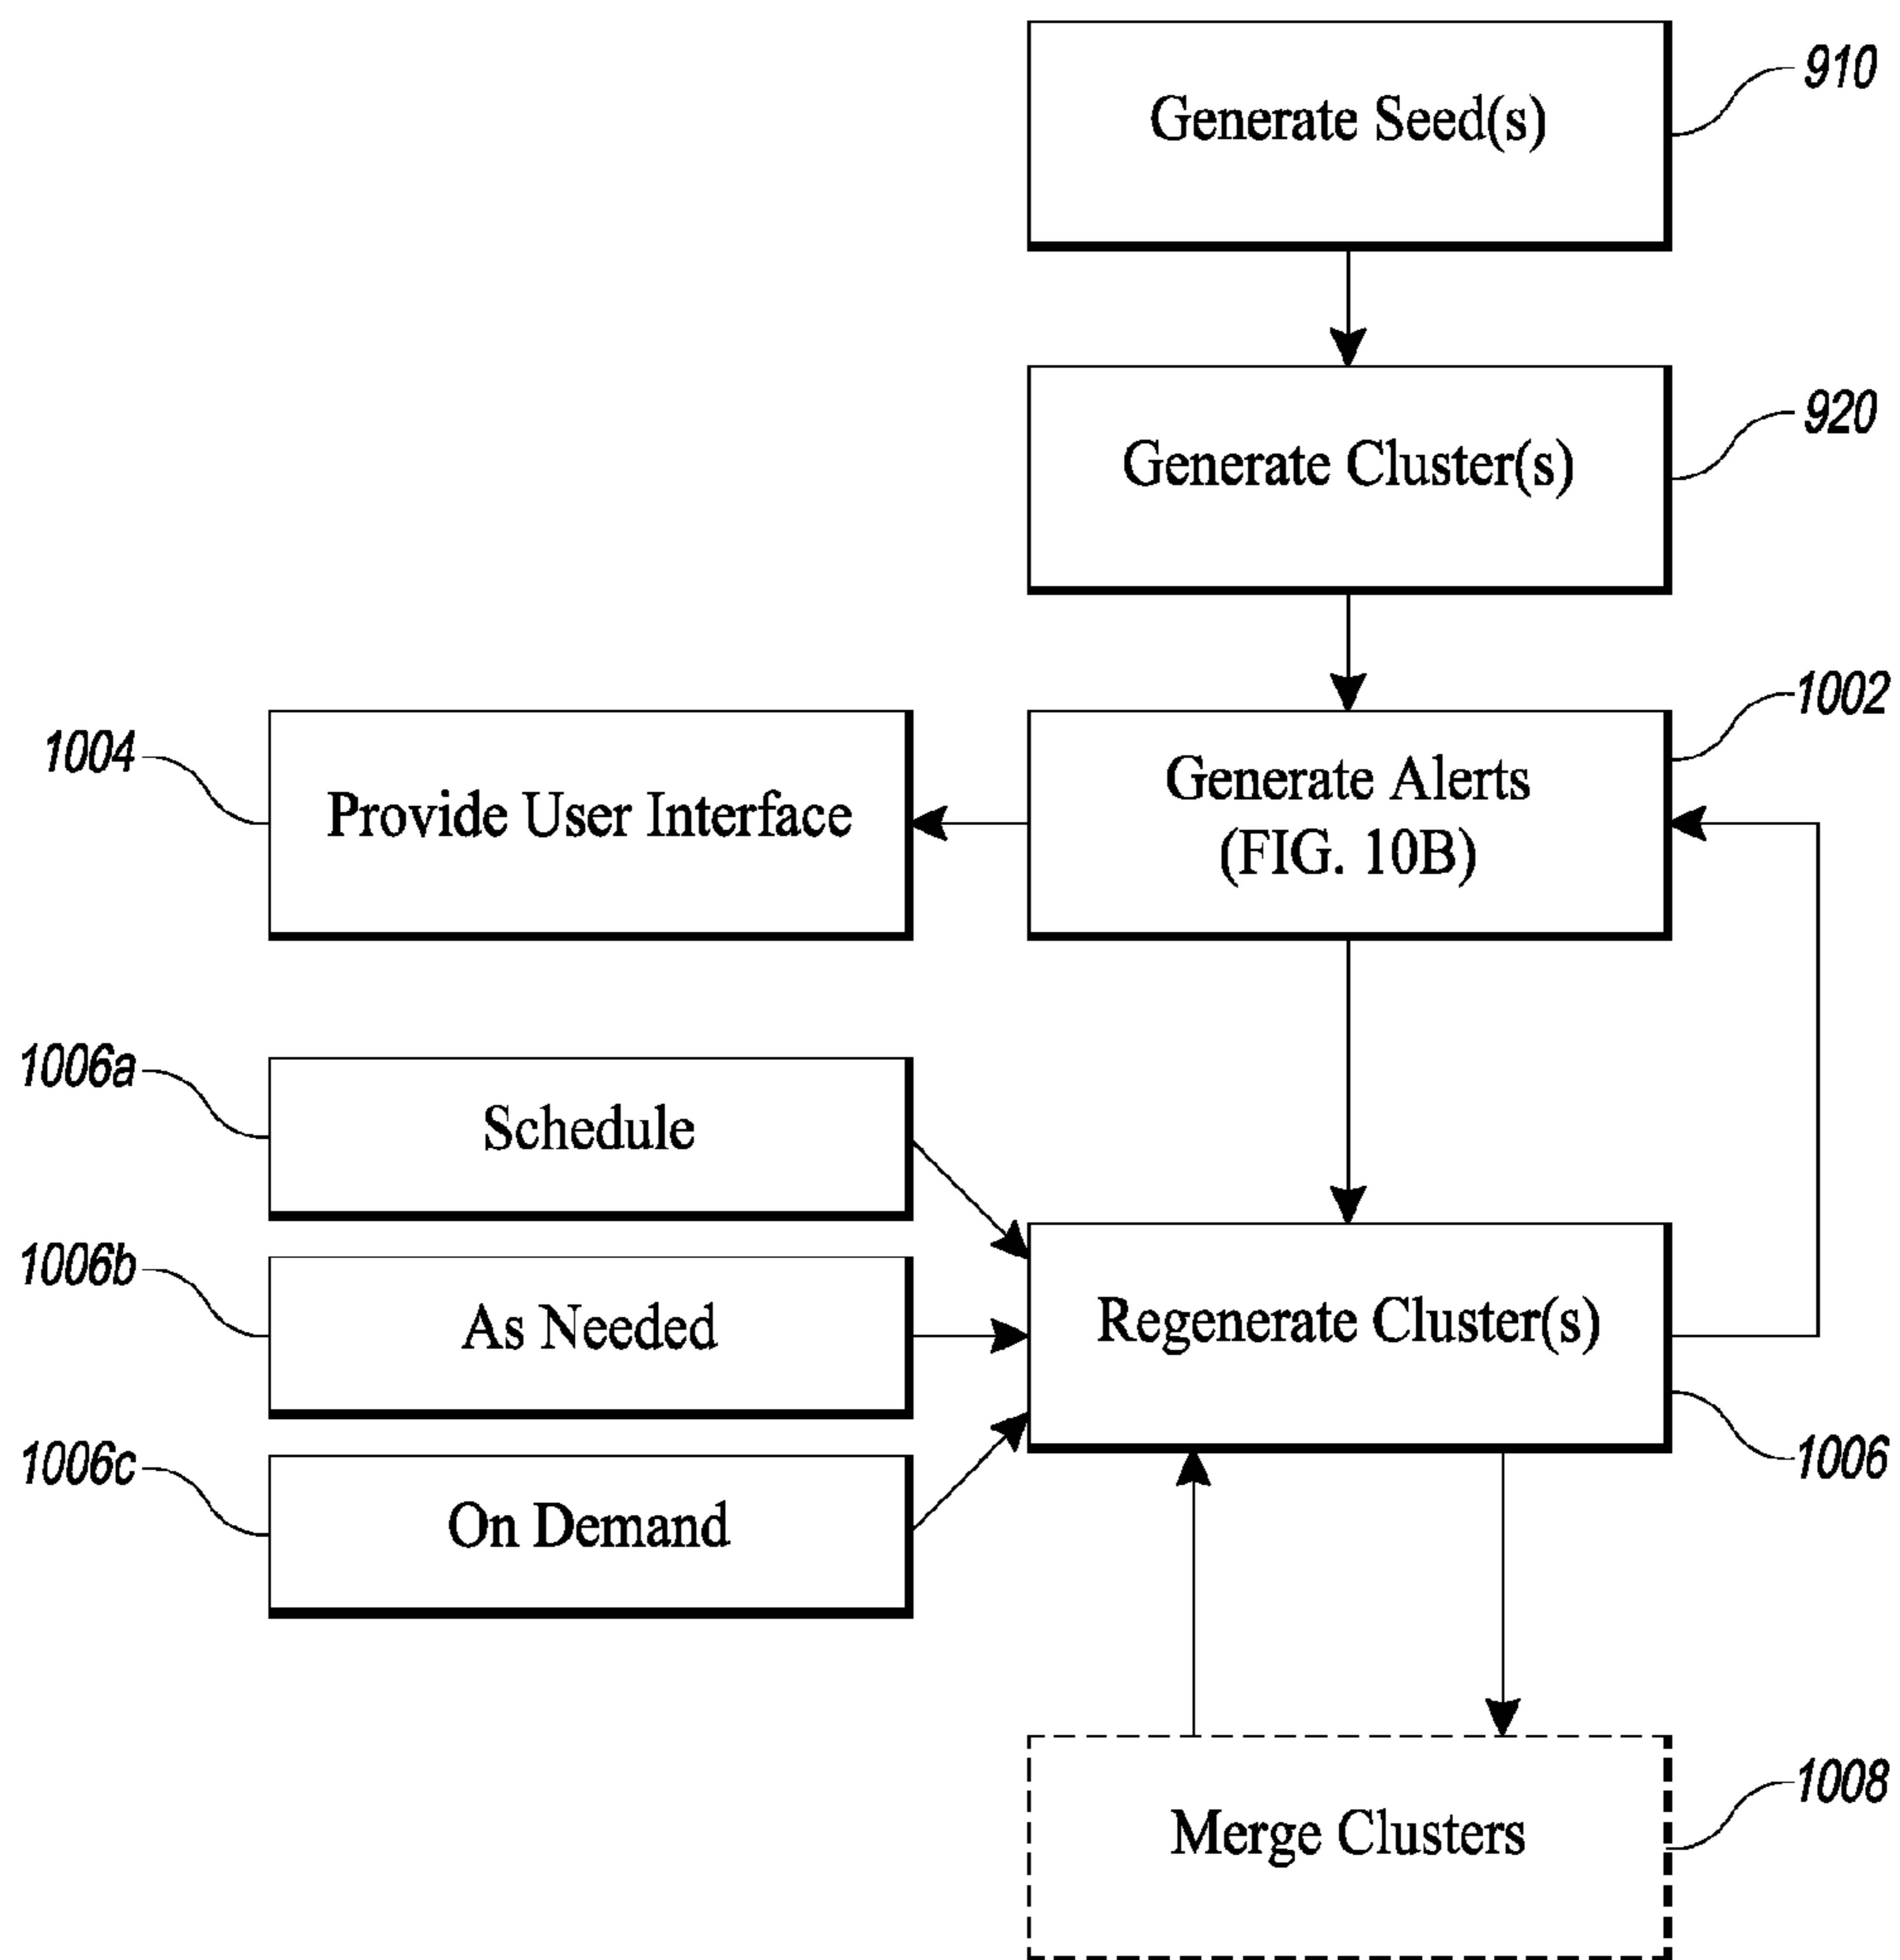 Generate Seed(s)
910
Generate Cluster(s)
920
1004
Provide User Interface
Generate Alerts
(FIG. 10B)
1002
1006a
Schedule
1006b
As Needed
Regenerate Cluster(s)
1006
1006c
On Demand
Merge Clusters
1008